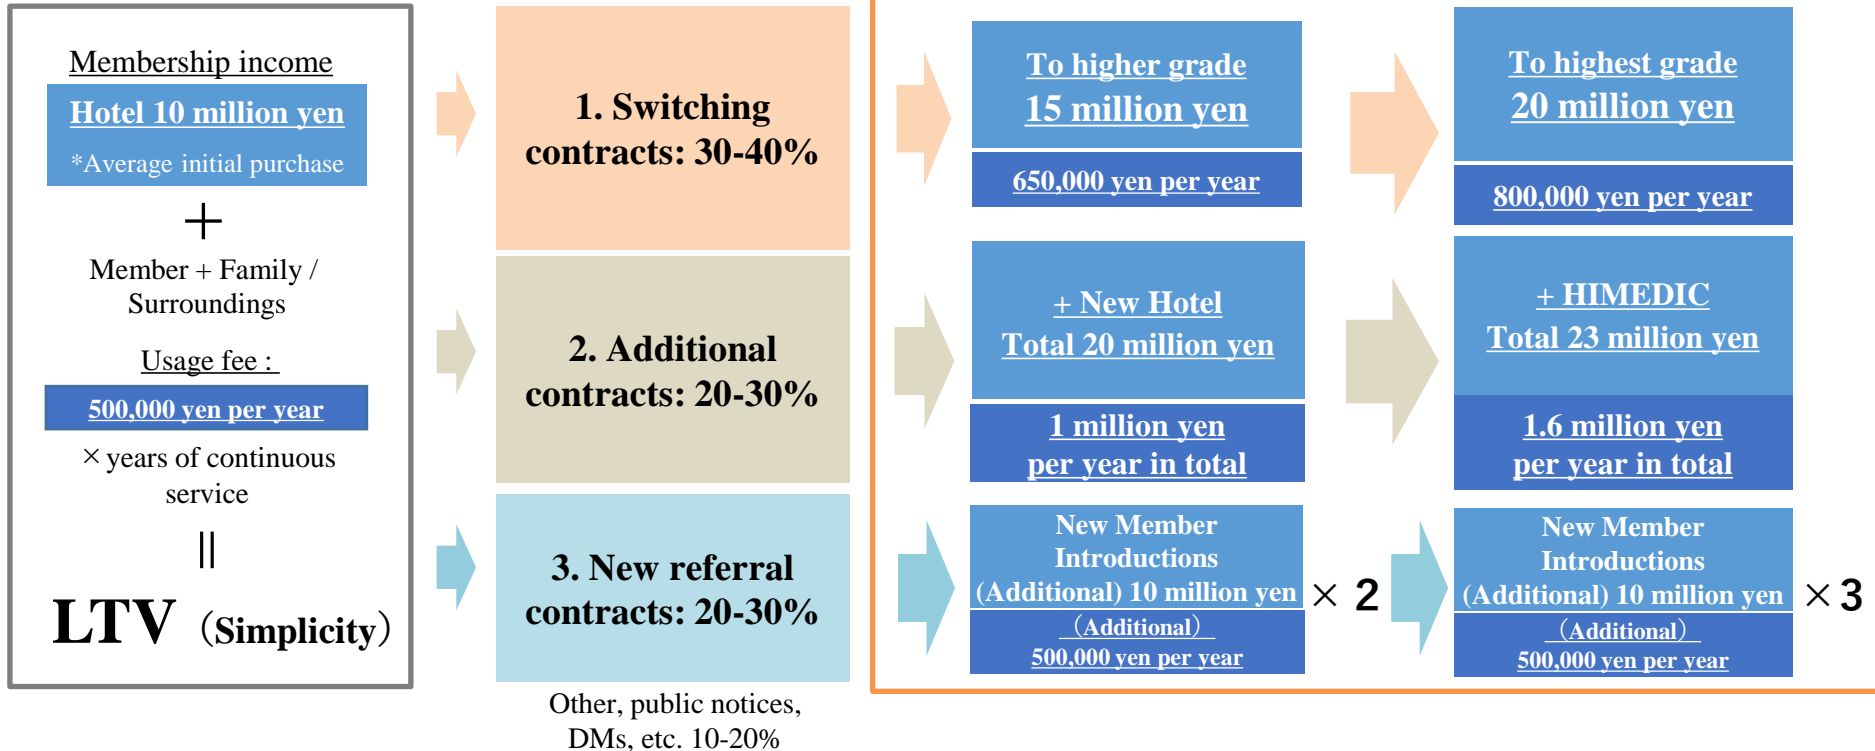 Membership income
Hotel 10 million yen
*Average initial purchase
+
Member + Family /
Surroundings
Usage fee :
500,000 yen per year
×years of continuous
service
=
LTV（Simplicity）
1. Switching
contracts: 30-40%
2. Additional
contracts: 20-30%
3. New referral
contracts: 20-30%
Other, public notices,
DMs, etc. 10-20%
To higher grade
15 million yen
650,000 yen per year
To highest grade
20 million yen
800,000 yen per year
+ New Hotel
Total 20 million yen
1 million yen
per year in total
+ HIMEDIC
Total 23 million yen
1.6 million yen
per year in total
New Member
Introductions
(Additional) 10 million yen
（Additional）
500,000 yen per year
× 2
New Member
Introductions
(Additional) 10 million yen
（Additional）
500,000 yen per year
×3